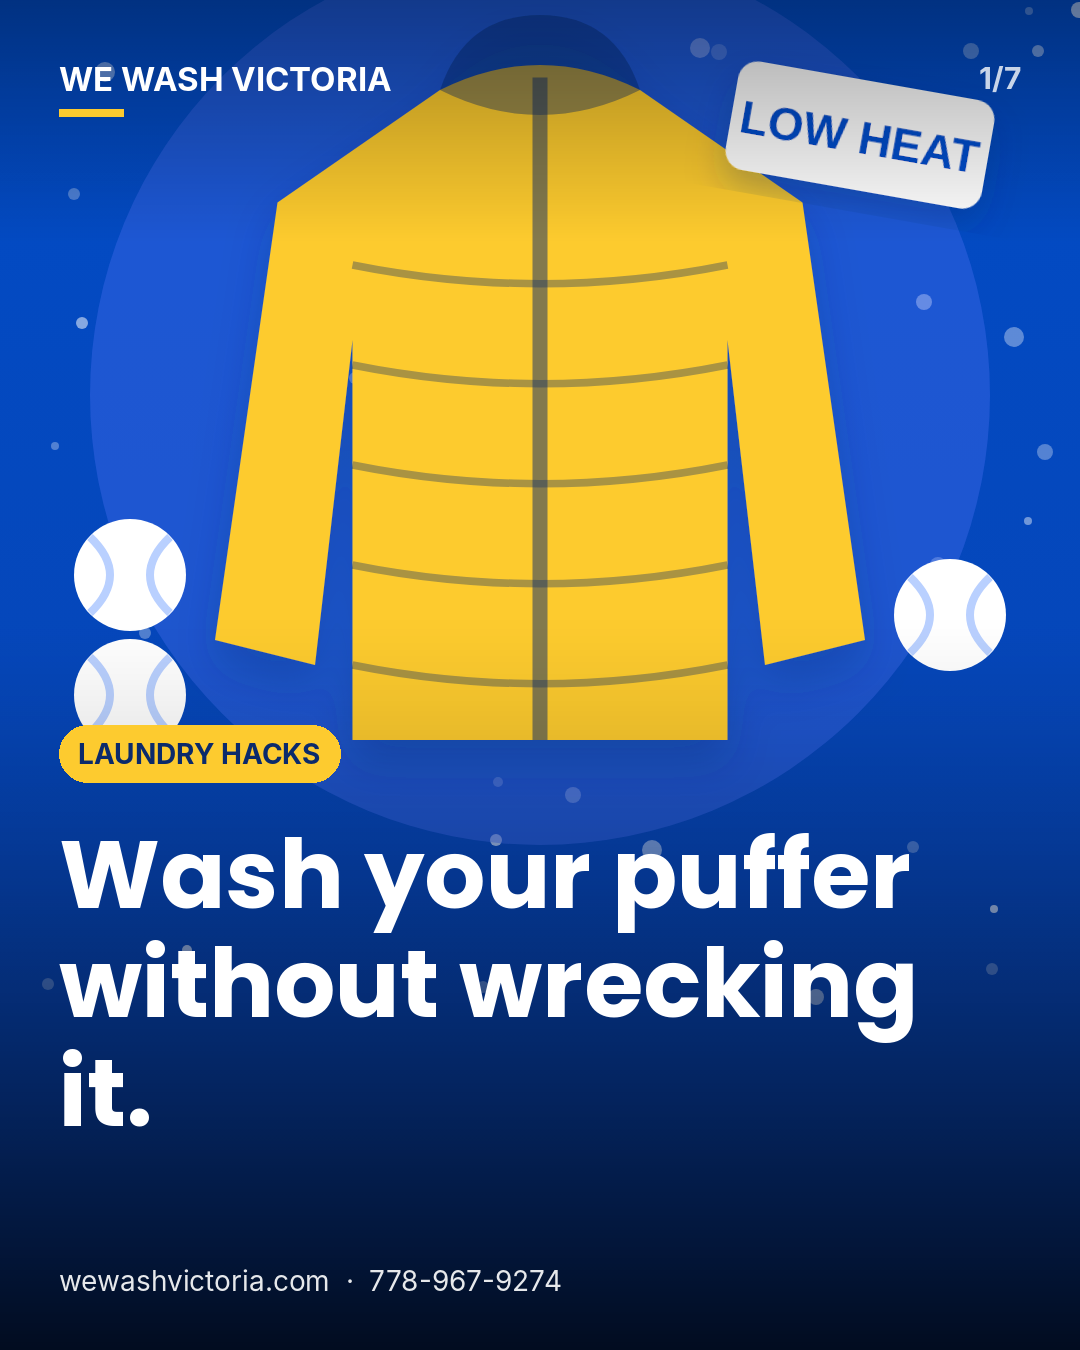 WE WASH VICTORIA
1/7
LOW HEAT
LAUNDRY HACKS
Wash your puffer
without wrecking
it.
wewashvictoria.com · 778-967-9274